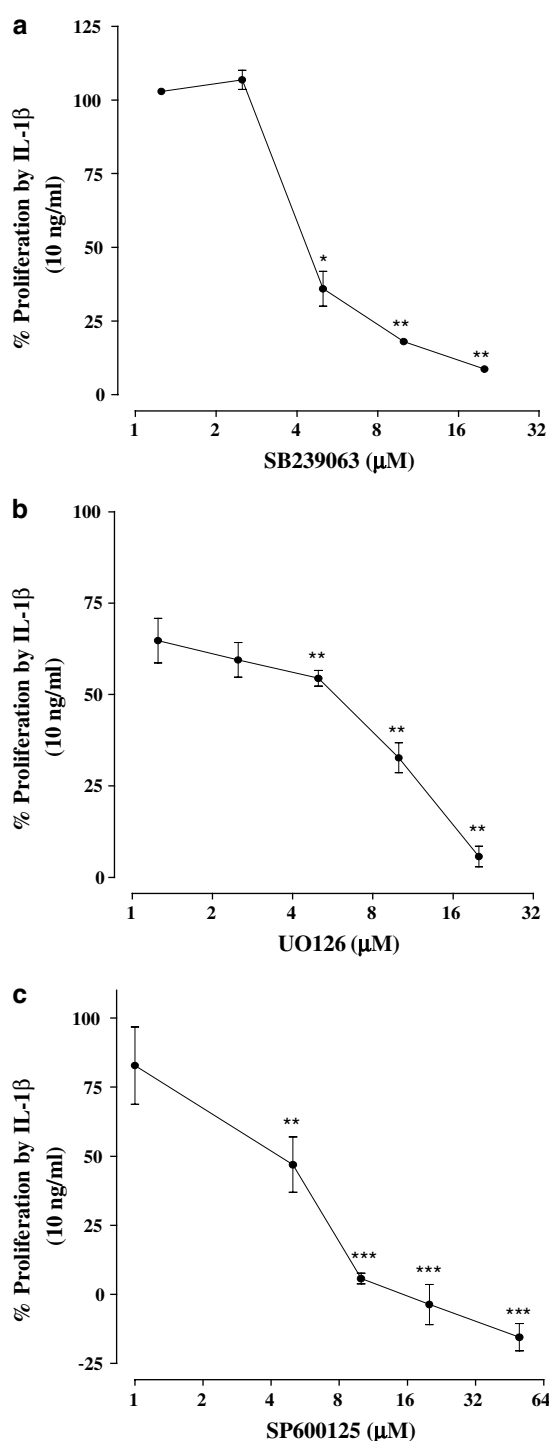 a
% Proliferation by IL-1β
(10 ng/ml)
125
100
75
50
25
0
*
**
**
1 2 4 8 16 32
SB239063 (μM)
b
% Proliferation by IL-1β
(10 ng/ml)
100
75
50
25
0
**
**
**
1 2 4 8 16 32
UO126 (μM)
c
% Proliferation by IL-1β
(10 ng/ml)
100
75
50
25
0
-25
**
***
***
***
1 2 4 8 16 32 64
SP600125 (μM)